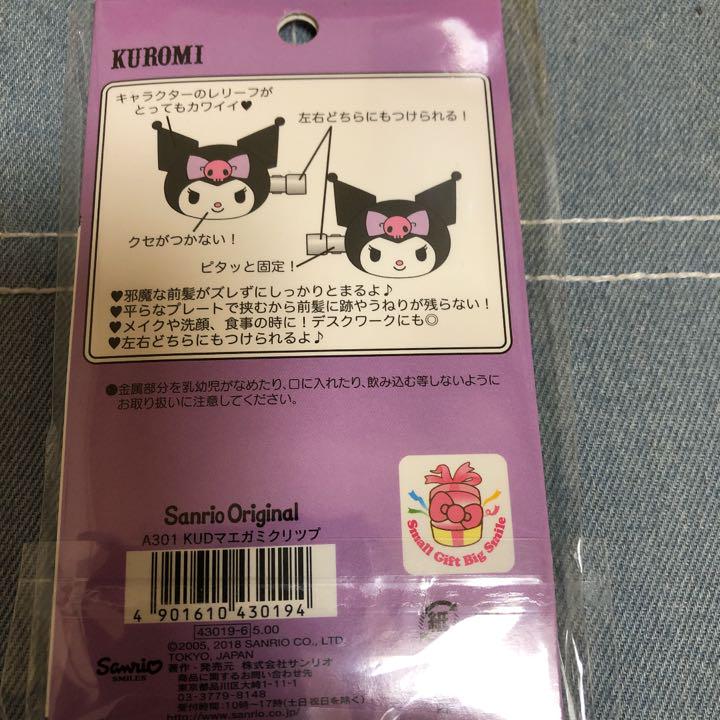 KUROMI
キャラクターのレリーフが
とってもカワイイ♥
左右どちらにもつけられる!
クセがつかない!
ピタッと固定!
♥邪魔な前髪がズレずにしっかりとまるよ♪
♥平らなプレートで挟むから前髪に跡やうねりが残らない!
♥メイクや洗顔、食事の時に!デスクワークにも◎
♥左右どちらにもつけられるよ♪
●金属部分を乳幼児がなめたり、口に入れたり、飲み込む等しないように
お取り扱いに注意してください。
Small Gift Big Smile
Sanrio Original
A301 KUDマエガミクリツプ
4 901610 430194
43019-6 5.00
紙
©2005, 2018 SANRIO CO., LTD.
TOKYO, JAPAN
Sanrio
SMILES
著作・発売元 株式会社サンリオ
商品に関するお問い合わせ先
東京都品川区大崎1-11-1
03-3779-8148
受付時間:10時〜17時(土日祝日を除く)
http://www.sanrio.co.jp